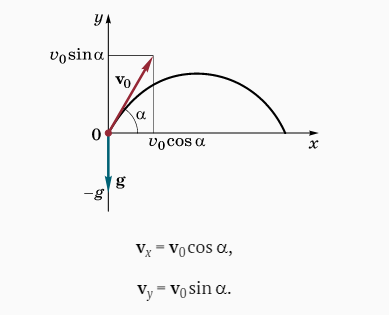 y
v₀sinα
v₀
α
0
v₀cosα
x
g
−g
vₓ = v₀cos α,
v_y = v₀sin α.